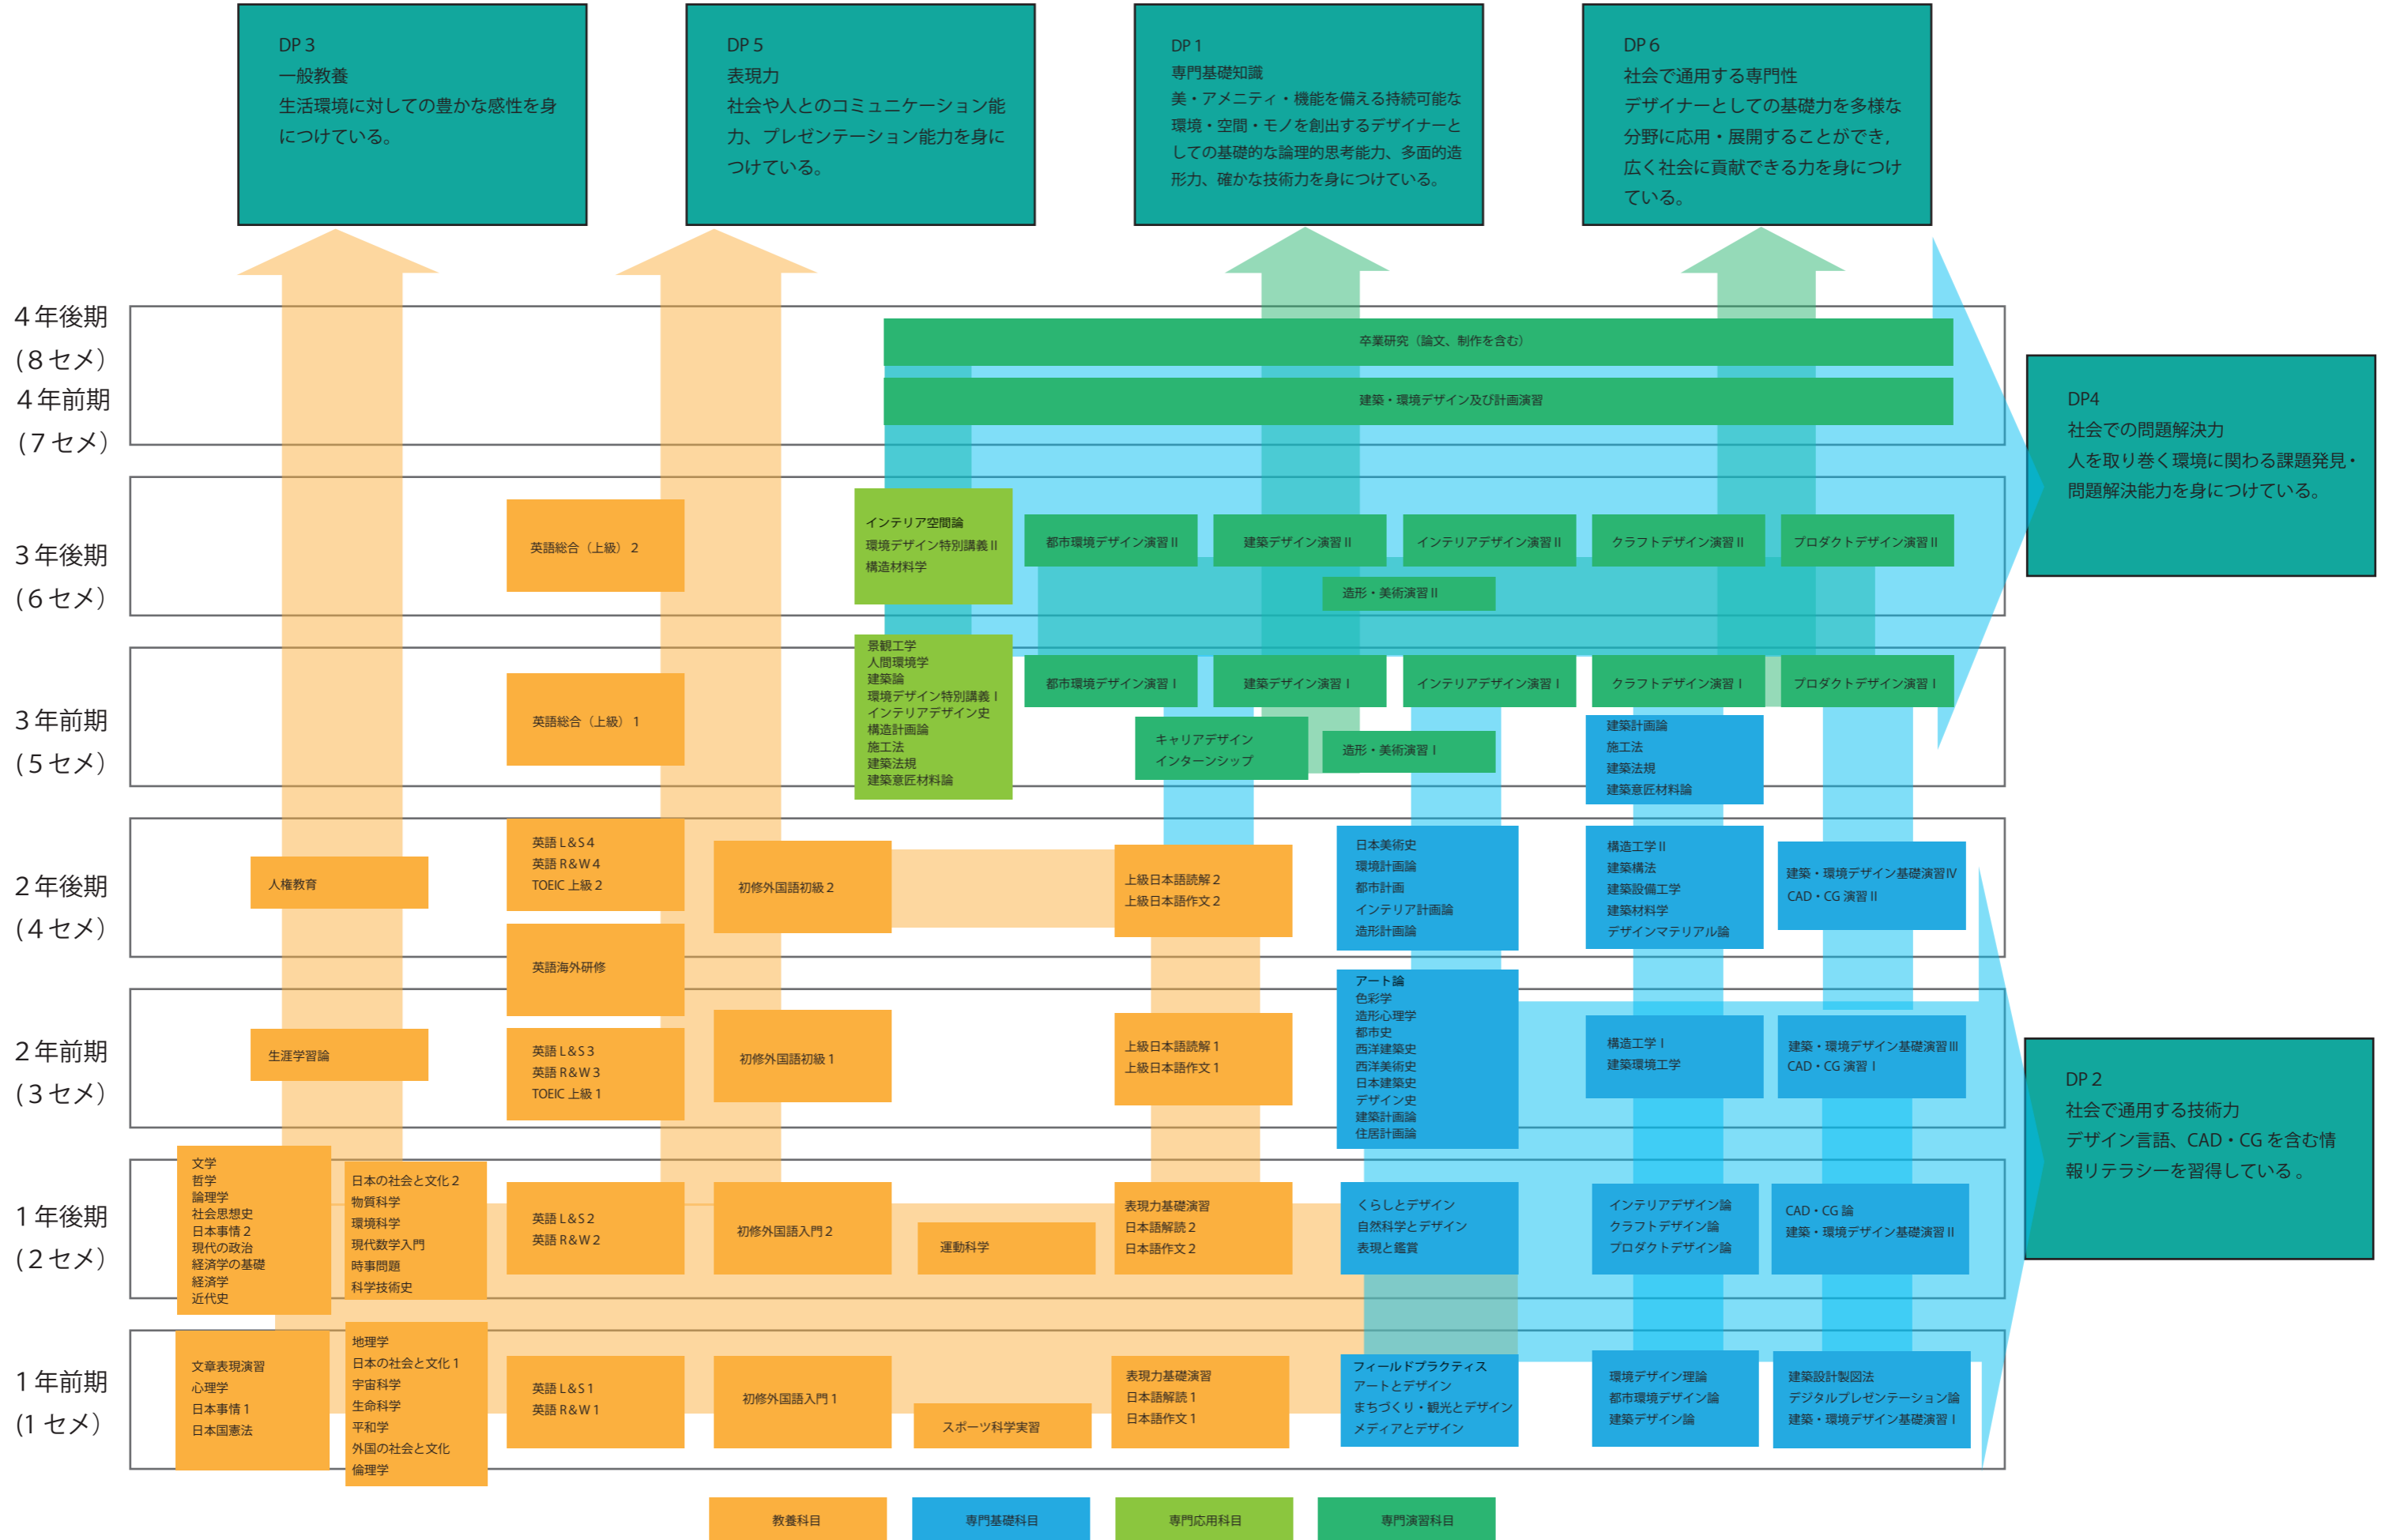 DP 3
一般教養
生活環境に対しての豊かな感性を身
につけている。
DP 5
表現力
社会や人とのコミュニケーション能
力、プレゼンテーション能力を身に
つけている。
DP 1
専門基礎知識
美・アメニティ・機能を備える持続可能な
環境・空間・モノを創出するデザイナーと
しての基礎的な論理的思考能力、多面的造
形力、確かな技術力を身につけている。
DP 6
社会で通用する専門性
デザイナーとしての基礎力を多様な
分野に応用・展開することができ,
広く社会に貢献できる力を身につけ
ている。
4年後期
(8セメ)
4年前期
(7セメ)
卒業研究（論文、制作を含む）
建築・環境デザイン及び計画演習
DP4
社会での問題解決力
人を取り巻く環境に関わる課題発見・
問題解決能力を身につけている。
3年後期
(6セメ)
英語総合（上級）2
インテリア空間論
環境デザイン特別講義 II
構造材料学
都市環境デザイン演習 II
建築デザイン演習 II
インテリアデザイン演習 II
クラフトデザイン演習 II
プロダクトデザイン演習 II
造形・美術演習 II
3年前期
(5セメ)
英語総合（上級）1
景観工学
人間環境学
建築論
環境デザイン特別講義 I
インテリアデザイン史
構造計画論
施工法
建築法規
建築意匠材料論
都市環境デザイン演習 I
建築デザイン演習 I
インテリアデザイン演習 I
クラフトデザイン演習 I
プロダクトデザイン演習 I
キャリアデザイン
インターンシップ
造形・美術演習 I
建築計画論
施工法
建築法規
建築意匠材料論
2年後期
(4セメ)
人権教育
英語 L&S 4
英語 R&W 4
TOEIC 上級 2
英語海外研修
初修外国語初級 2
上級日本語読解 2
上級日本語作文 2
日本美術史
環境計画論
都市計画
インテリア計画論
造形計画論
構造工学 II
建築構法
建築設備工学
建築材料学
デザインマテリアル論
建築・環境デザイン基礎演習Ⅳ
CAD・CG 演習 II
2年前期
(3セメ)
生涯学習論
英語 L&S 3
英語 R&W 3
TOEIC 上級 1
初修外国語初級 1
上級日本語読解 1
上級日本語作文 1
アート論
色彩学
造形心理学
都市史
西洋建築史
西洋美術史
日本建築史
デザイン史
建築計画論
住居計画論
構造工学 I
建築環境工学
建築・環境デザイン基礎演習Ⅲ
CAD・CG 演習 I
DP 2
社会で通用する技術力
デザイン言語、CAD・CG を含む情
報リテラシーを習得している。
1年後期
(2セメ)
文学
哲学
論理学
社会思想史
日本事情 2
現代の政治
経済学の基礎
経済学
近代史
日本の社会と文化 2
物質科学
環境科学
現代数学入門
時事問題
科学技術史
英語 L&S 2
英語 R&W 2
初修外国語入門 2
運動科学
表現力基礎演習
日本語解読 2
日本語作文 2
くらしとデザイン
自然科学とデザイン
表現と鑑賞
インテリアデザイン論
クラフトデザイン論
プロダクトデザイン論
CAD・CG 論
建築・環境デザイン基礎演習 II
1年前期
(1セメ)
文章表現演習
心理学
日本事情 1
日本国憲法
地理学
日本の社会と文化 1
宇宙科学
生命科学
平和学
外国の社会と文化
倫理学
英語 L&S 1
英語 R&W 1
初修外国語入門 1
スポーツ科学実習
表現力基礎演習
日本語解読 1
日本語作文 1
フィールドプラクティス
アートとデザイン
まちづくり・観光とデザイン
メディアとデザイン
環境デザイン理論
都市環境デザイン論
建築デザイン論
建築設計製図法
デジタルプレゼンテーション論
建築・環境デザイン基礎演習 I
教養科目
専門基礎科目
専門応用科目
専門演習科目